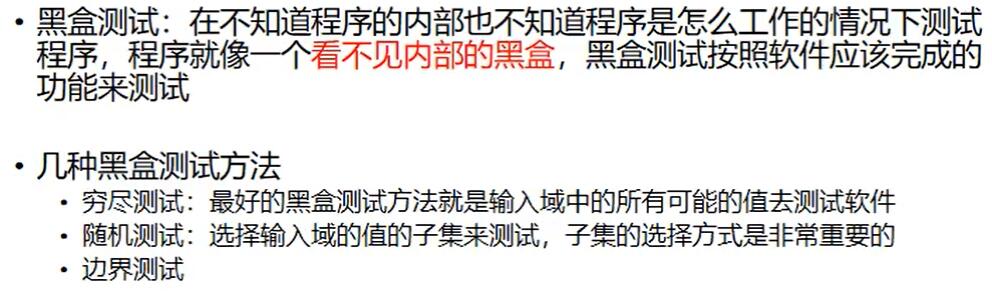 • 黑盒测试：在不知道程序的内部也不知道程序是怎么工作的情况下测试
程序，程序就像一个看不见内部的黑盒，黑盒测试按照软件应该完成的
功能来测试
• 几种黑盒测试方法
• 穷尽测试：最好的黑盒测试方法就是输入域中的所有可能的值去测试软件
• 随机测试：选择输入域的值的子集来测试，子集的选择方式是非常重要的
• 边界测试